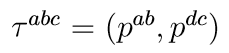 τ^{abc} = (p^{ab}, p^{dc})